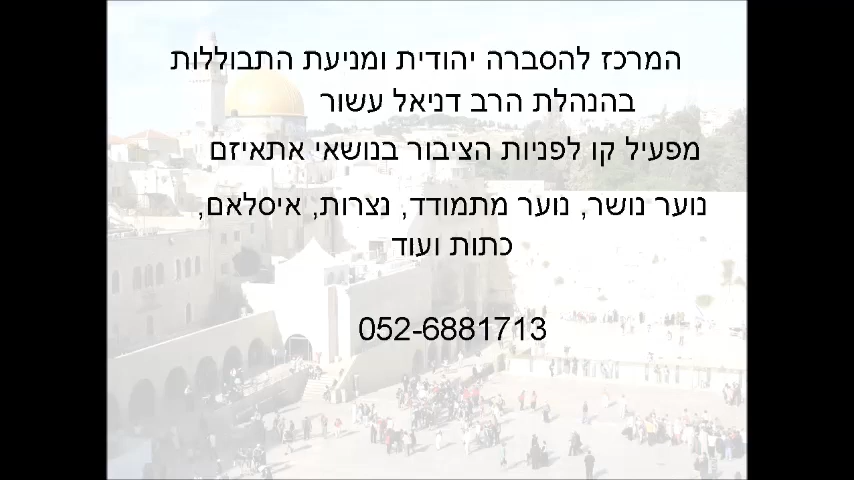 המרכז להסברה יהודית ומניעת התבוללות
בהנהלת הרב דניאל עשור
מפעיל קו לפניות הציבור בנושאי אתאיזם
נוער נושר, נוער מתמודד, נצרות, איסלאם,
כתות ועוד
052-6881713